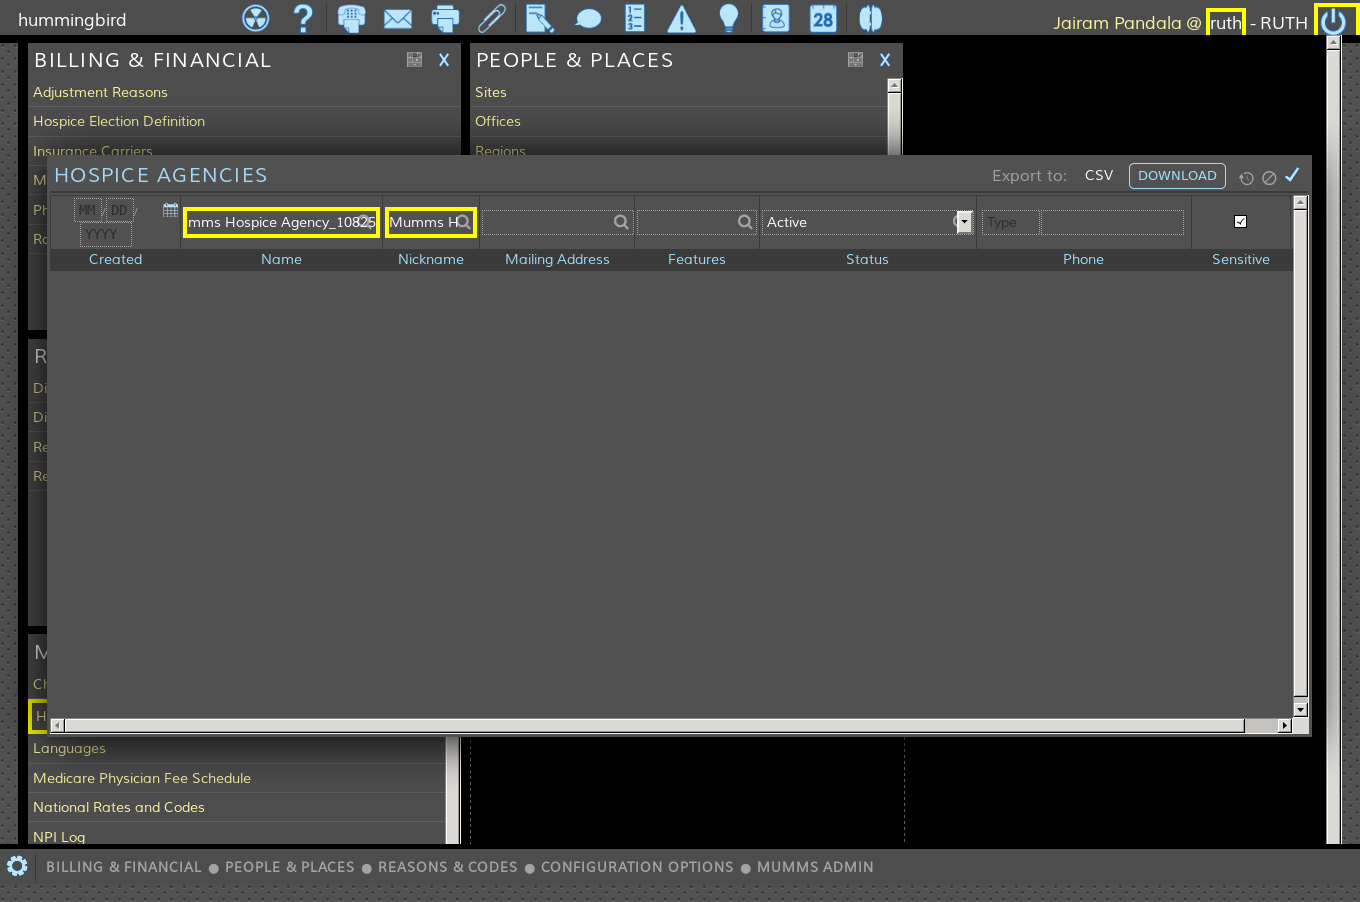 hummingbird
28
Jairam Pandala @ ruth - RUTH
BILLING & FINANCIAL X
PEOPLE & PLACES X
Adjustment Reasons
Sites
Hospice Election Definition
Offices
Insurance Carriers
Regions
HOSPICE AGENCIES
Export to: CSV DOWNLOAD
MM / DD /
YYYY
mms Hospice Agency_10825
Mumms H
Active
Type
Created Name Nickname Mailing Address Features Status Phone Sensitive
M
Ph
Ra
R
Di
Di
Re
Re
M
Ch
H
Languages
Medicare Physician Fee Schedule
National Rates and Codes
NPI Log
BILLING & FINANCIAL ● PEOPLE & PLACES ● REASONS & CODES ● CONFIGURATION OPTIONS ● MUMMS ADMIN